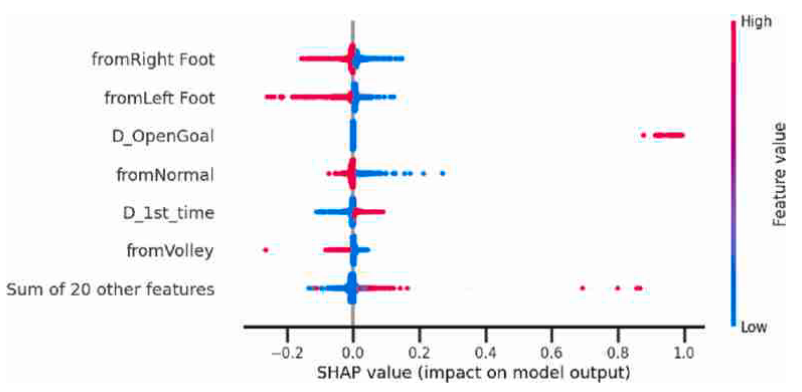 High
fromRight Foot
fromLeft Foot
D_OpenGoal
fromNormal
D_1st_time
fromVolley
Sum of 20 other features
Feature value
Low
−0.2 0.0 0.2 0.4 0.6 0.8 1.0
SHAP value (impact on model output)